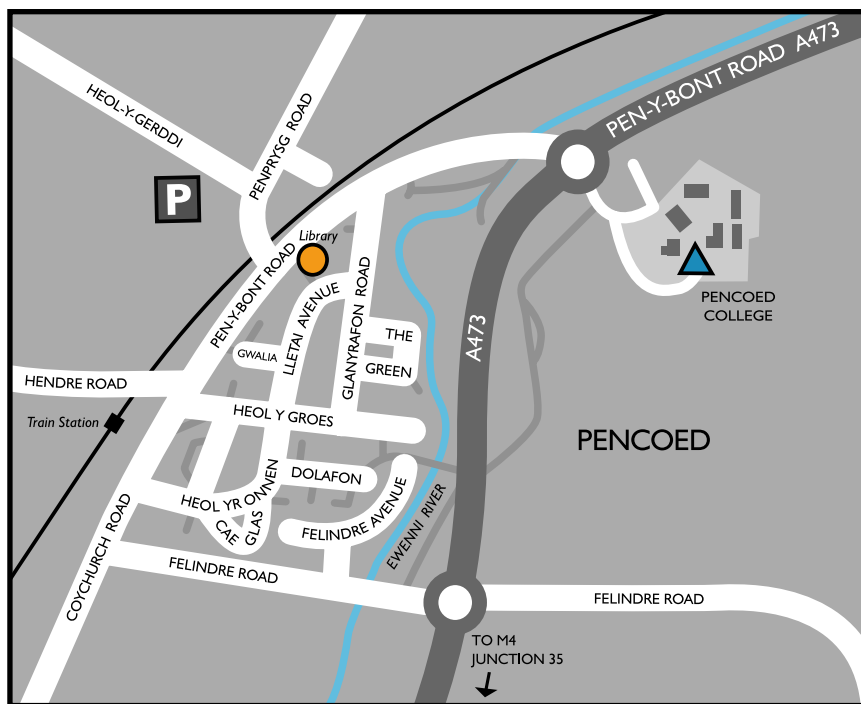 PEN-Y-BONT ROAD A473
HEOL-Y-GERDDI
PENPRYSG ROAD
P
Library
PEN-Y-BONT ROAD
LLETAI AVENUE
GLANYRAFON ROAD
PENCOED
COLLEGE
THE
GREEN
GWALIA
A473
HENDRE ROAD
HEOL Y GROES
Train Station
PENCOED
DOLAFON
HEOL YR ONNEN
CAE
GLAS
FELINDRE AVENUE
EWENNI RIVER
COYCHURCH ROAD
FELINDRE ROAD
FELINDRE ROAD
TO M4
JUNCTION 35